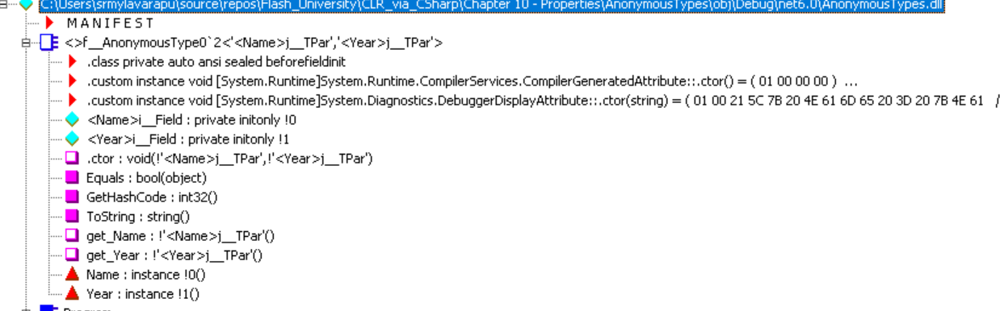 C:\Users\srmylavarapu\source\repos\Flash_University\CLR_via_CSharp\Chapter 10 - Properties\AnonymousTypes\obj\Debug\net6.0\AnonymousTypes.dll
M A N I F E S T
<>f__AnonymousType0`2<'<Name>j__TPar','<Year>j__TPar'>
.class private auto ansi sealed beforefieldinit
.custom instance void [System.Runtime]System.Runtime.CompilerServices.CompilerGeneratedAttribute::.ctor() = ( 01 00 00 00 ) ...
.custom instance void [System.Runtime]System.Diagnostics.DebuggerDisplayAttribute::.ctor(string) = ( 01 00 21 5C 7B 20 4E 61 6D 65 20 3D 20 7B 4E 61 /
<Name>i__Field : private initonly !0
<Year>i__Field : private initonly !1
.ctor : void(!'<Name>j__TPar',!'<Year>j__TPar')
Equals : bool(object)
GetHashCode : int32()
ToString : string()
get_Name : !'<Name>j__TPar'()
get_Year : !'<Year>j__TPar'()
Name : instance !0()
Year : instance !1()